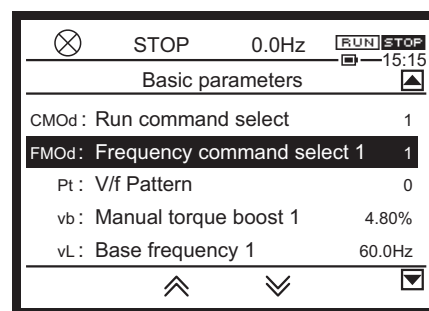 STOP 0.0Hz RUN STOP
15:15
Basic parameters
CMOd: Run command select 1
FMOd: Frequency command select 1 1
Pt: V/f Pattern 0
vb: Manual torque boost 1 4.80%
vL: Base frequency 1 60.0Hz